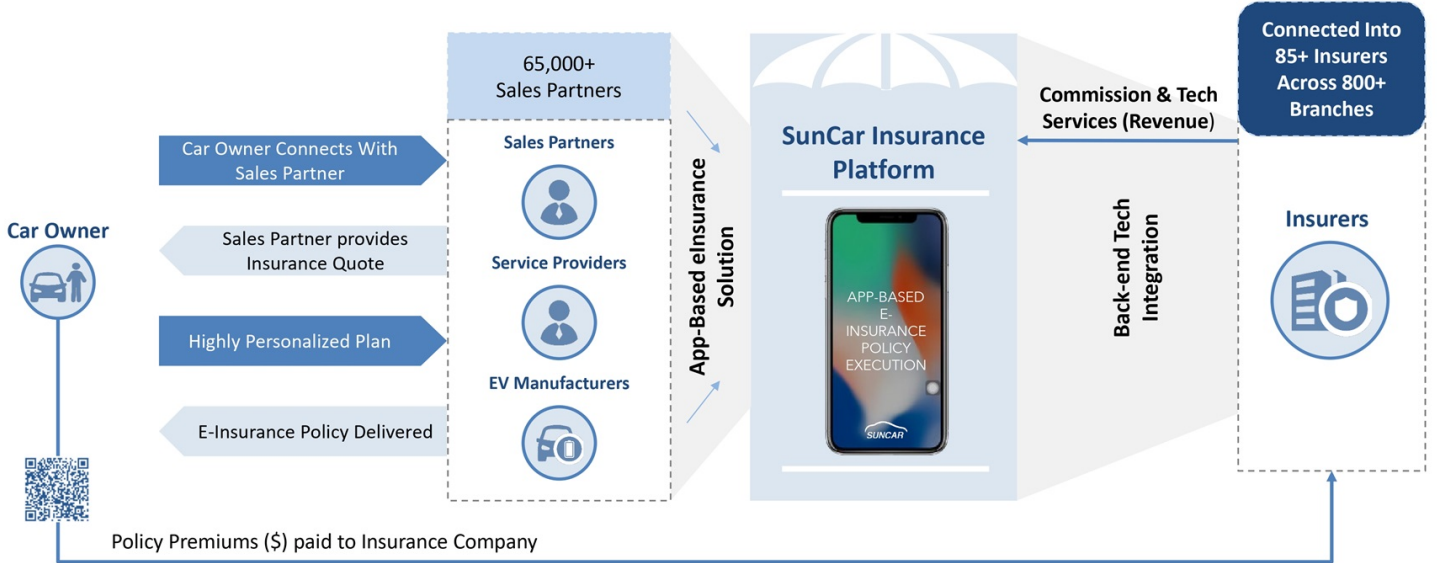 65,000+
Sales Partners
Connected Into
85+ Insurers
Across 800+
Branches
Commission & Tech
Services (Revenue)
SunCar Insurance
Platform
Sales Partners
Car Owner Connects With
Sales Partner
Car Owner
Sales Partner provides
Insurance Quote
Service Providers
Highly Personalized Plan
EV Manufacturers
E-Insurance Policy Delivered
App-Based eInsurance
Solution
APP-BASED
E-
INSURANCE
POLICY
EXECUTION
SUNCAR
Back-end Tech
Integration
Insurers
Policy Premiums ($) paid to Insurance Company